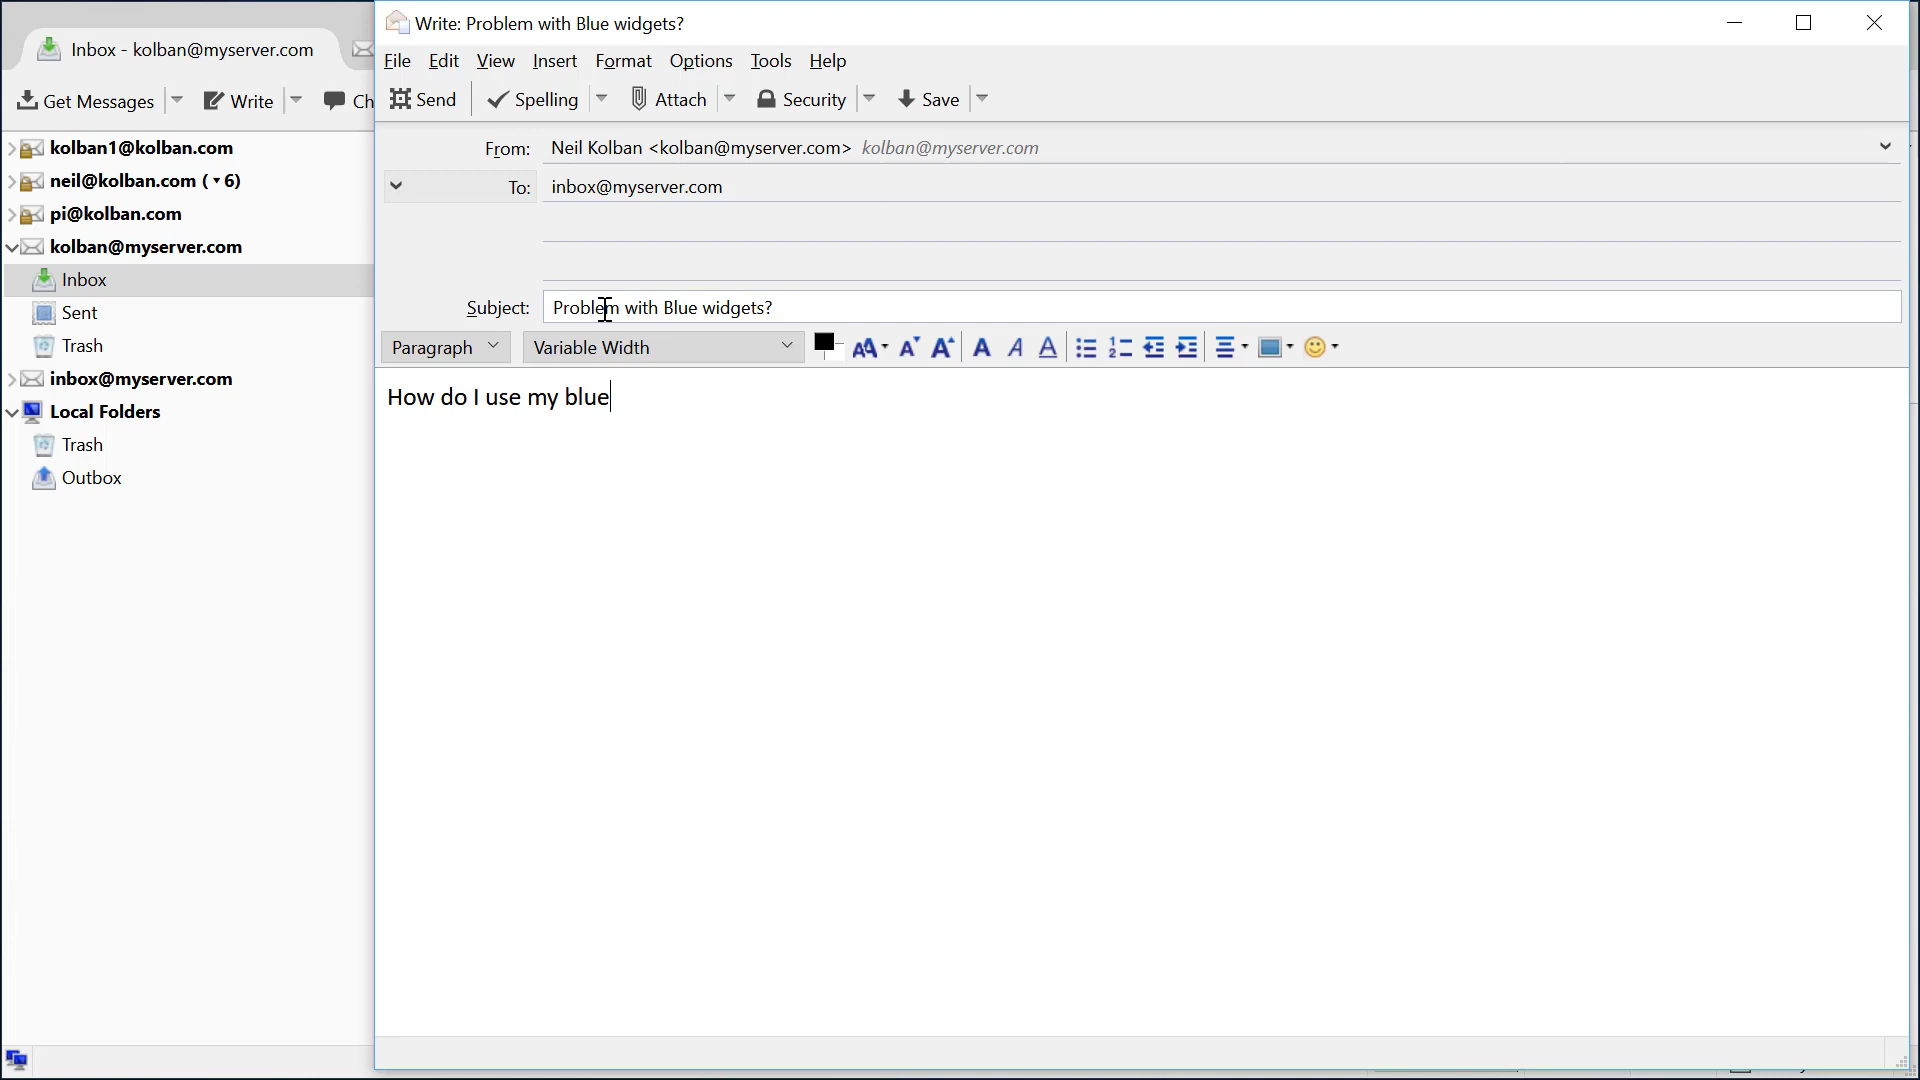 Write: Problem with Blue widgets?
Inbox - kolban@myserver.com
File Edit View Insert Format Options Tools Help
Get Messages Write Ch
Send Spelling Attach Security Save
kolban1@kolban.com
neil@kolban.com ( 6)
pi@kolban.com
kolban@myserver.com
Inbox
Sent
Trash
inbox@myserver.com
Local Folders
Trash
Outbox
From: Neil Kolban <kolban@myserver.com> kolban@myserver.com
To: inbox@myserver.com
Subject: Problem with Blue widgets?
Paragraph Variable Width
How do I use my blue